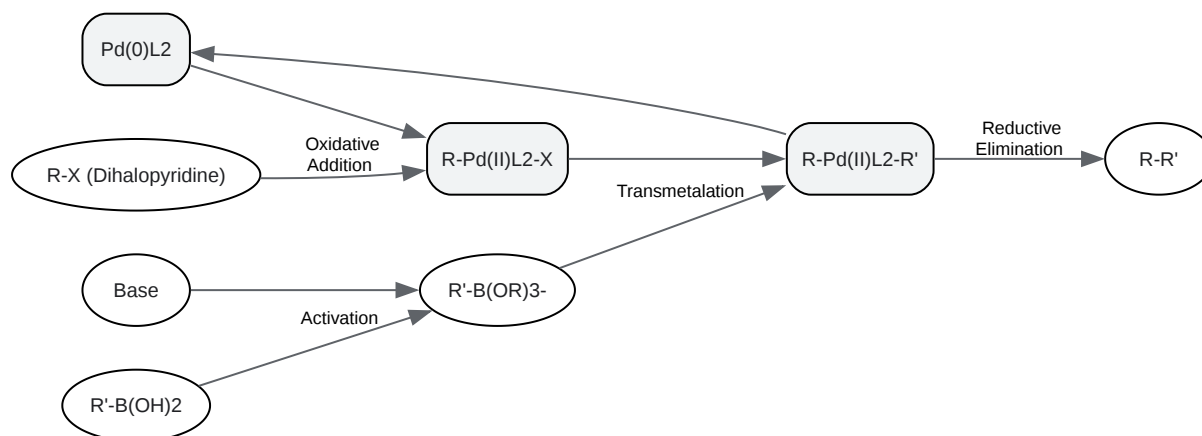 Pd(0)L2
R-X (Dihalopyridine)
Oxidative
Addition
R-Pd(II)L2-X
R-Pd(II)L2-R'
Reductive
Elimination
R-R'
Transmetalation
Base
R'-B(OR)3-
Activation
R'-B(OH)2